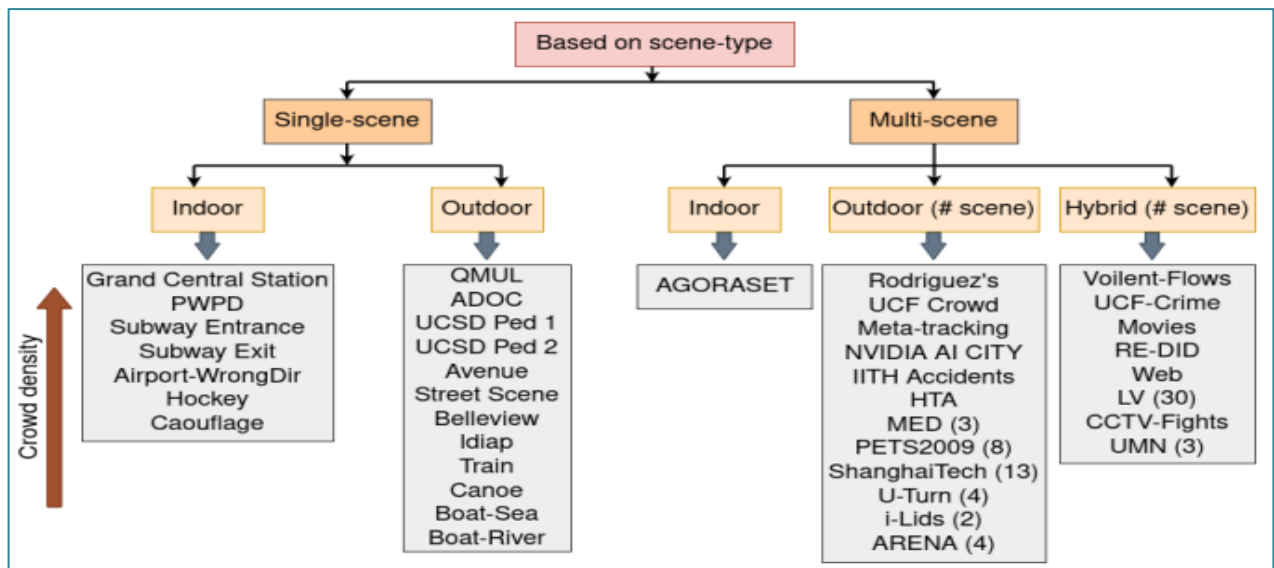 Based on scene-type
Single-scene
Multi-scene
Indoor
Outdoor
Indoor
Outdoor (# scene)
Hybrid (# scene)
Crowd density
Grand Central Station
PWPD
Subway Entrance
Subway Exit
Airport-WrongDir
Hockey
Caouflage
QMUL
ADOC
UCSD Ped 1
UCSD Ped 2
Avenue
Street Scene
Belleview
Idiap
Train
Canoe
Boat-Sea
Boat-River
AGORASET
Rodriguez's
UCF Crowd
Meta-tracking
NVIDIA AI CITY
IITH Accidents
HTA
MED (3)
PETS2009 (8)
ShanghaiTech (13)
U-Turn (4)
i-Lids (2)
ARENA (4)
Voilent-Flows
UCF-Crime
Movies
RE-DID
Web
LV (30)
CCTV-Fights
UMN (3)